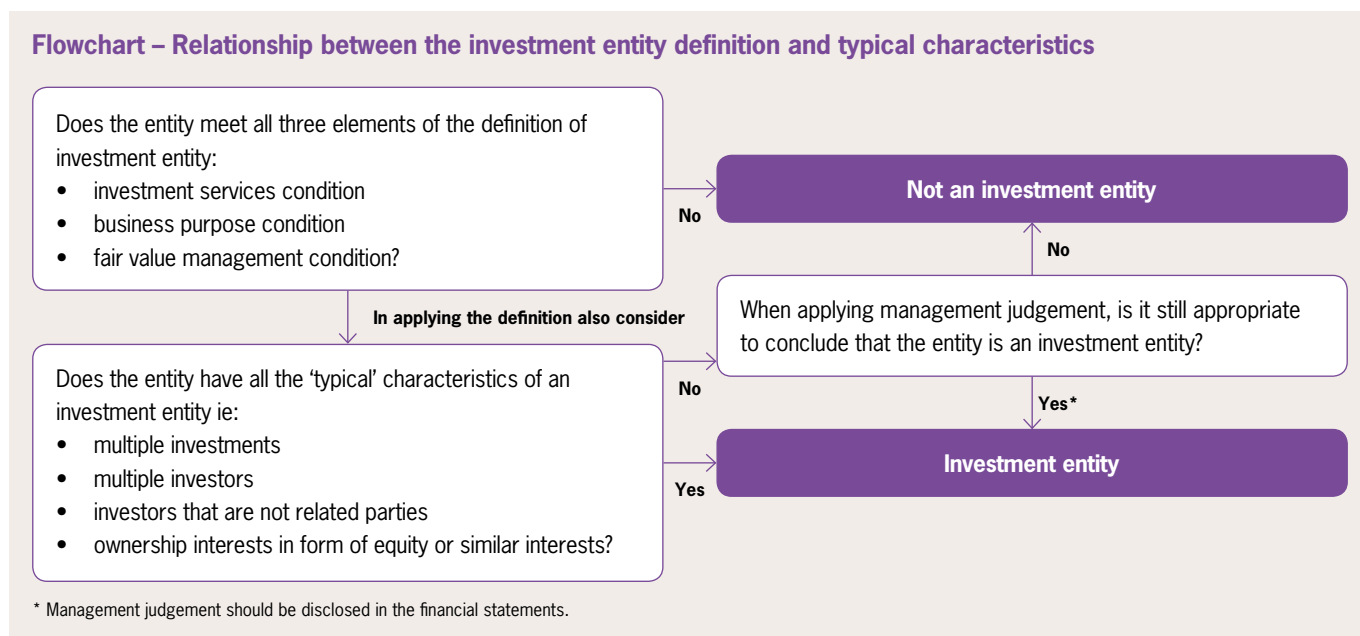 Flowchart – Relationship between the investment entity definition and typical characteristics
Does the entity meet all three elements of the definition of
investment entity:
• investment services condition
• business purpose condition
• fair value management condition?
No
Not an investment entity
No
In applying the definition also consider
When applying management judgement, is it still appropriate
to conclude that the entity is an investment entity?
Does the entity have all the ‘typical’ characteristics of an
investment entity ie:
• multiple investments
• multiple investors
• investors that are not related parties
• ownership interests in form of equity or similar interests?
No
Yes*
Yes
Investment entity
* Management judgement should be disclosed in the financial statements.